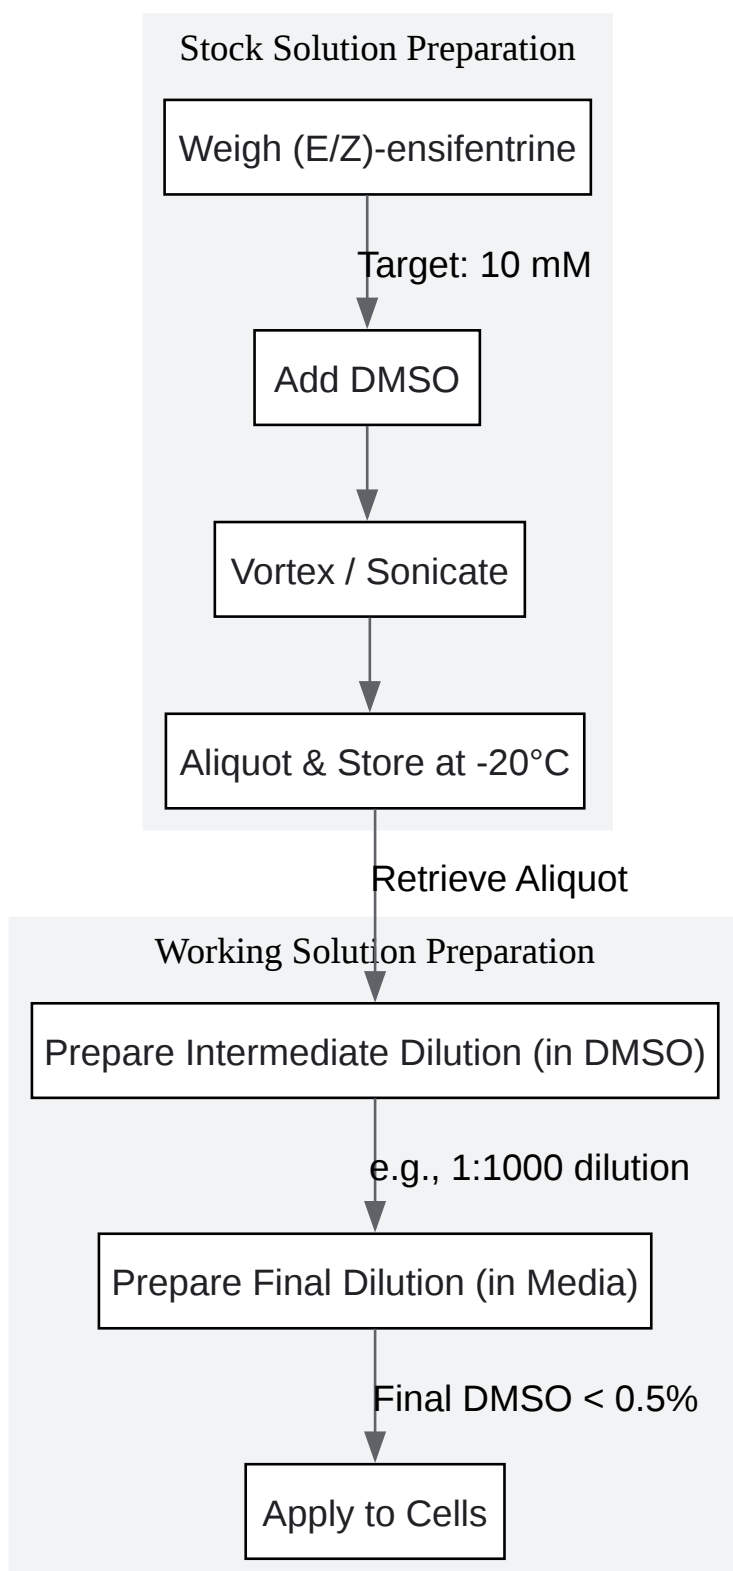 Stock Solution Preparation
Weigh (E/Z)-ensifentrine
Target: 10 mM
Add DMSO
Vortex / Sonicate
Aliquot & Store at -20°C
Retrieve Aliquot
Working Solution Preparation
Prepare Intermediate Dilution (in DMSO)
e.g., 1:1000 dilution
Prepare Final Dilution (in Media)
Final DMSO < 0.5%
Apply to Cells